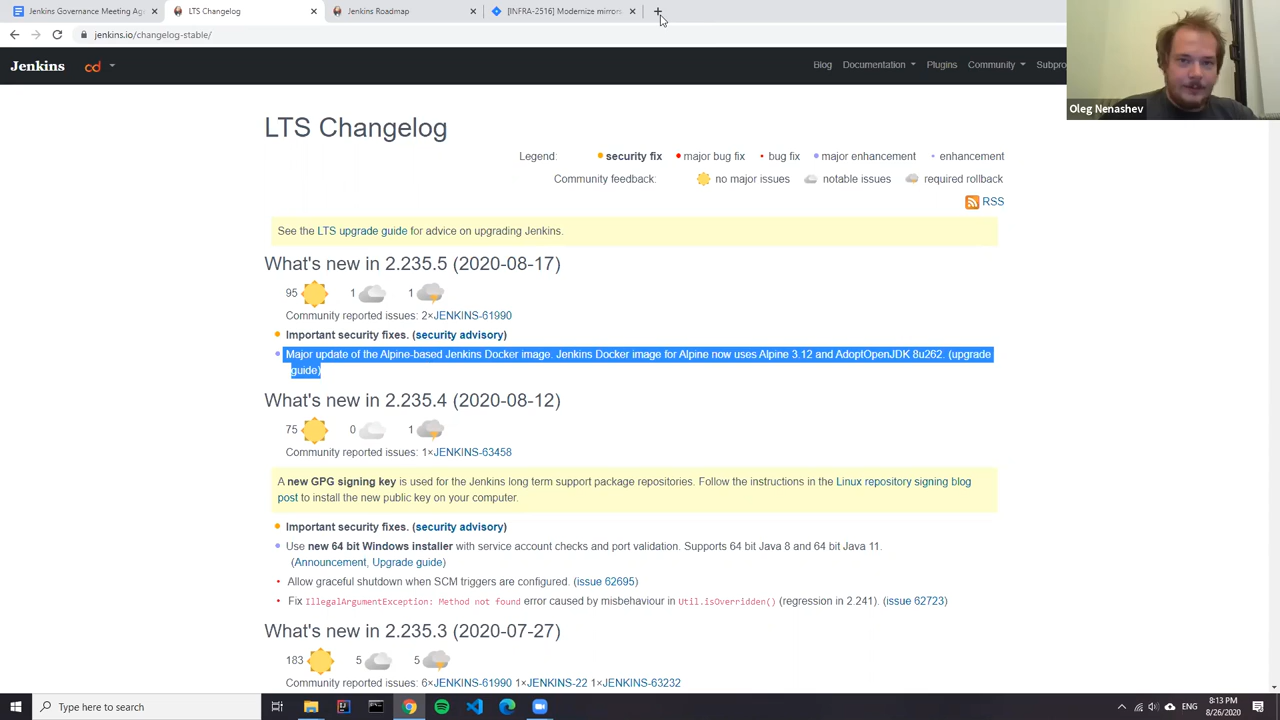 Jenkins Governance Meeting Ag
LTS Changelog
Jenkins Roadmap
[INFRA-2516] Modernize mirrors
jenkins.io/changelog-stable/
Jenkins
cd
Blog
Documentation
Plugins
Community
Subpro
Oleg Nenashev
LTS Changelog
Legend: security fix major bug fix bug fix major enhancement enhancement
Community feedback: no major issues notable issues required rollback
RSS
See the LTS upgrade guide for advice on upgrading Jenkins.
What's new in 2.235.5 (2020-08-17)
95 1 1
Community reported issues: 2×JENKINS-61990
Important security fixes. (security advisory)
Major update of the Alpine-based Jenkins Docker image. Jenkins Docker image for Alpine now uses Alpine 3.12 and AdoptOpenJDK 8u262. (upgrade
guide)
What's new in 2.235.4 (2020-08-12)
75 0 1
Community reported issues: 1×JENKINS-63458
A new GPG signing key is used for the Jenkins long term support package repositories. Follow the instructions in the Linux repository signing blog
post to install the new public key on your computer.
Important security fixes. (security advisory)
Use new 64 bit Windows installer with service account checks and port validation. Supports 64 bit Java 8 and 64 bit Java 11.
(Announcement, Upgrade guide)
Allow graceful shutdown when SCM triggers are configured. (issue 62695)
Fix IllegalArgumentException: Method not found error caused by misbehaviour in Util.isOverridden() (regression in 2.241). (issue 62723)
What's new in 2.235.3 (2020-07-27)
183 5 5
Community reported issues: 6×JENKINS-61990 1×JENKINS-22 1×JENKINS-63232
Type here to search
8:13 PM
8/26/2020